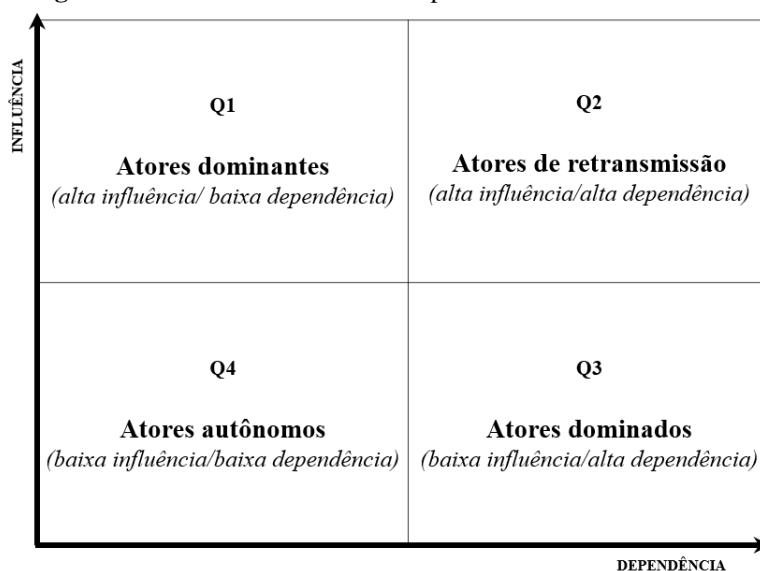 INFLUÊNCIA
Q1
Atores dominantes
(alta influência/ baixa dependência)
Q2
Atores de retransmissão
(alta influência/alta dependência)
Q4
Atores autônomos
(baixa influência/baixa dependência)
Q3
Atores dominados
(baixa influência/alta dependência)
DEPENDÊNCIA